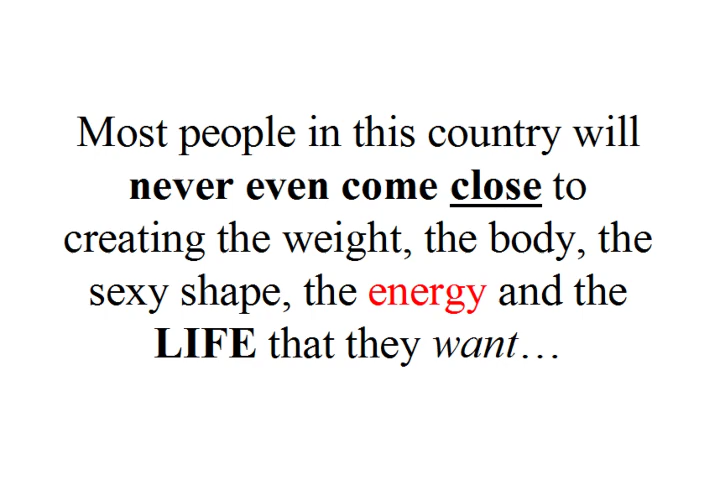 Most people in this country will
never even come close to
creating the weight, the body, the
sexy shape, the energy and the
LIFE that they want…